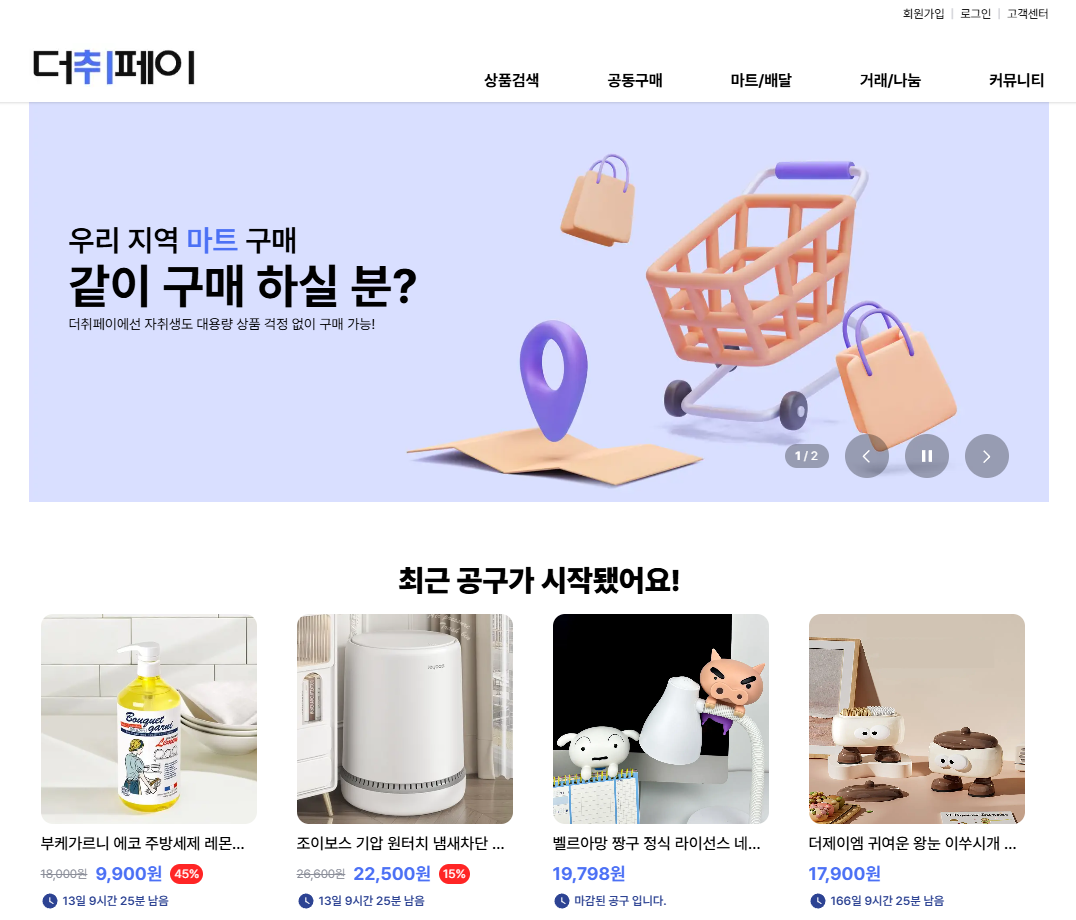 회원가입 | 로그인 | 고객센터
더취페이
상품검색 공동구매 마트/배달 거래/나눔 커뮤니티
우리 지역 마트 구매
같이 구매 하실 분?
더취페이에선 자취생도 대용량 상품 걱정 없이 구매 가능!
1 / 2
최근 공구가 시작됐어요!
Bouquet
garni
부케가르니 에코 주방세제 레몬...
18,000원 9,900원 45%
13일 9시간 25분 남음
조이보스 기압 원터치 냄새차단 ...
26,600원 22,500원 15%
13일 9시간 25분 남음
벨르아망 짱구 정식 라이선스 네...
19,798원
마감된 공구 입니다.
더제이엠 귀여운 왕눈 이쑤시개 ...
17,900원
166일 9시간 25분 남음